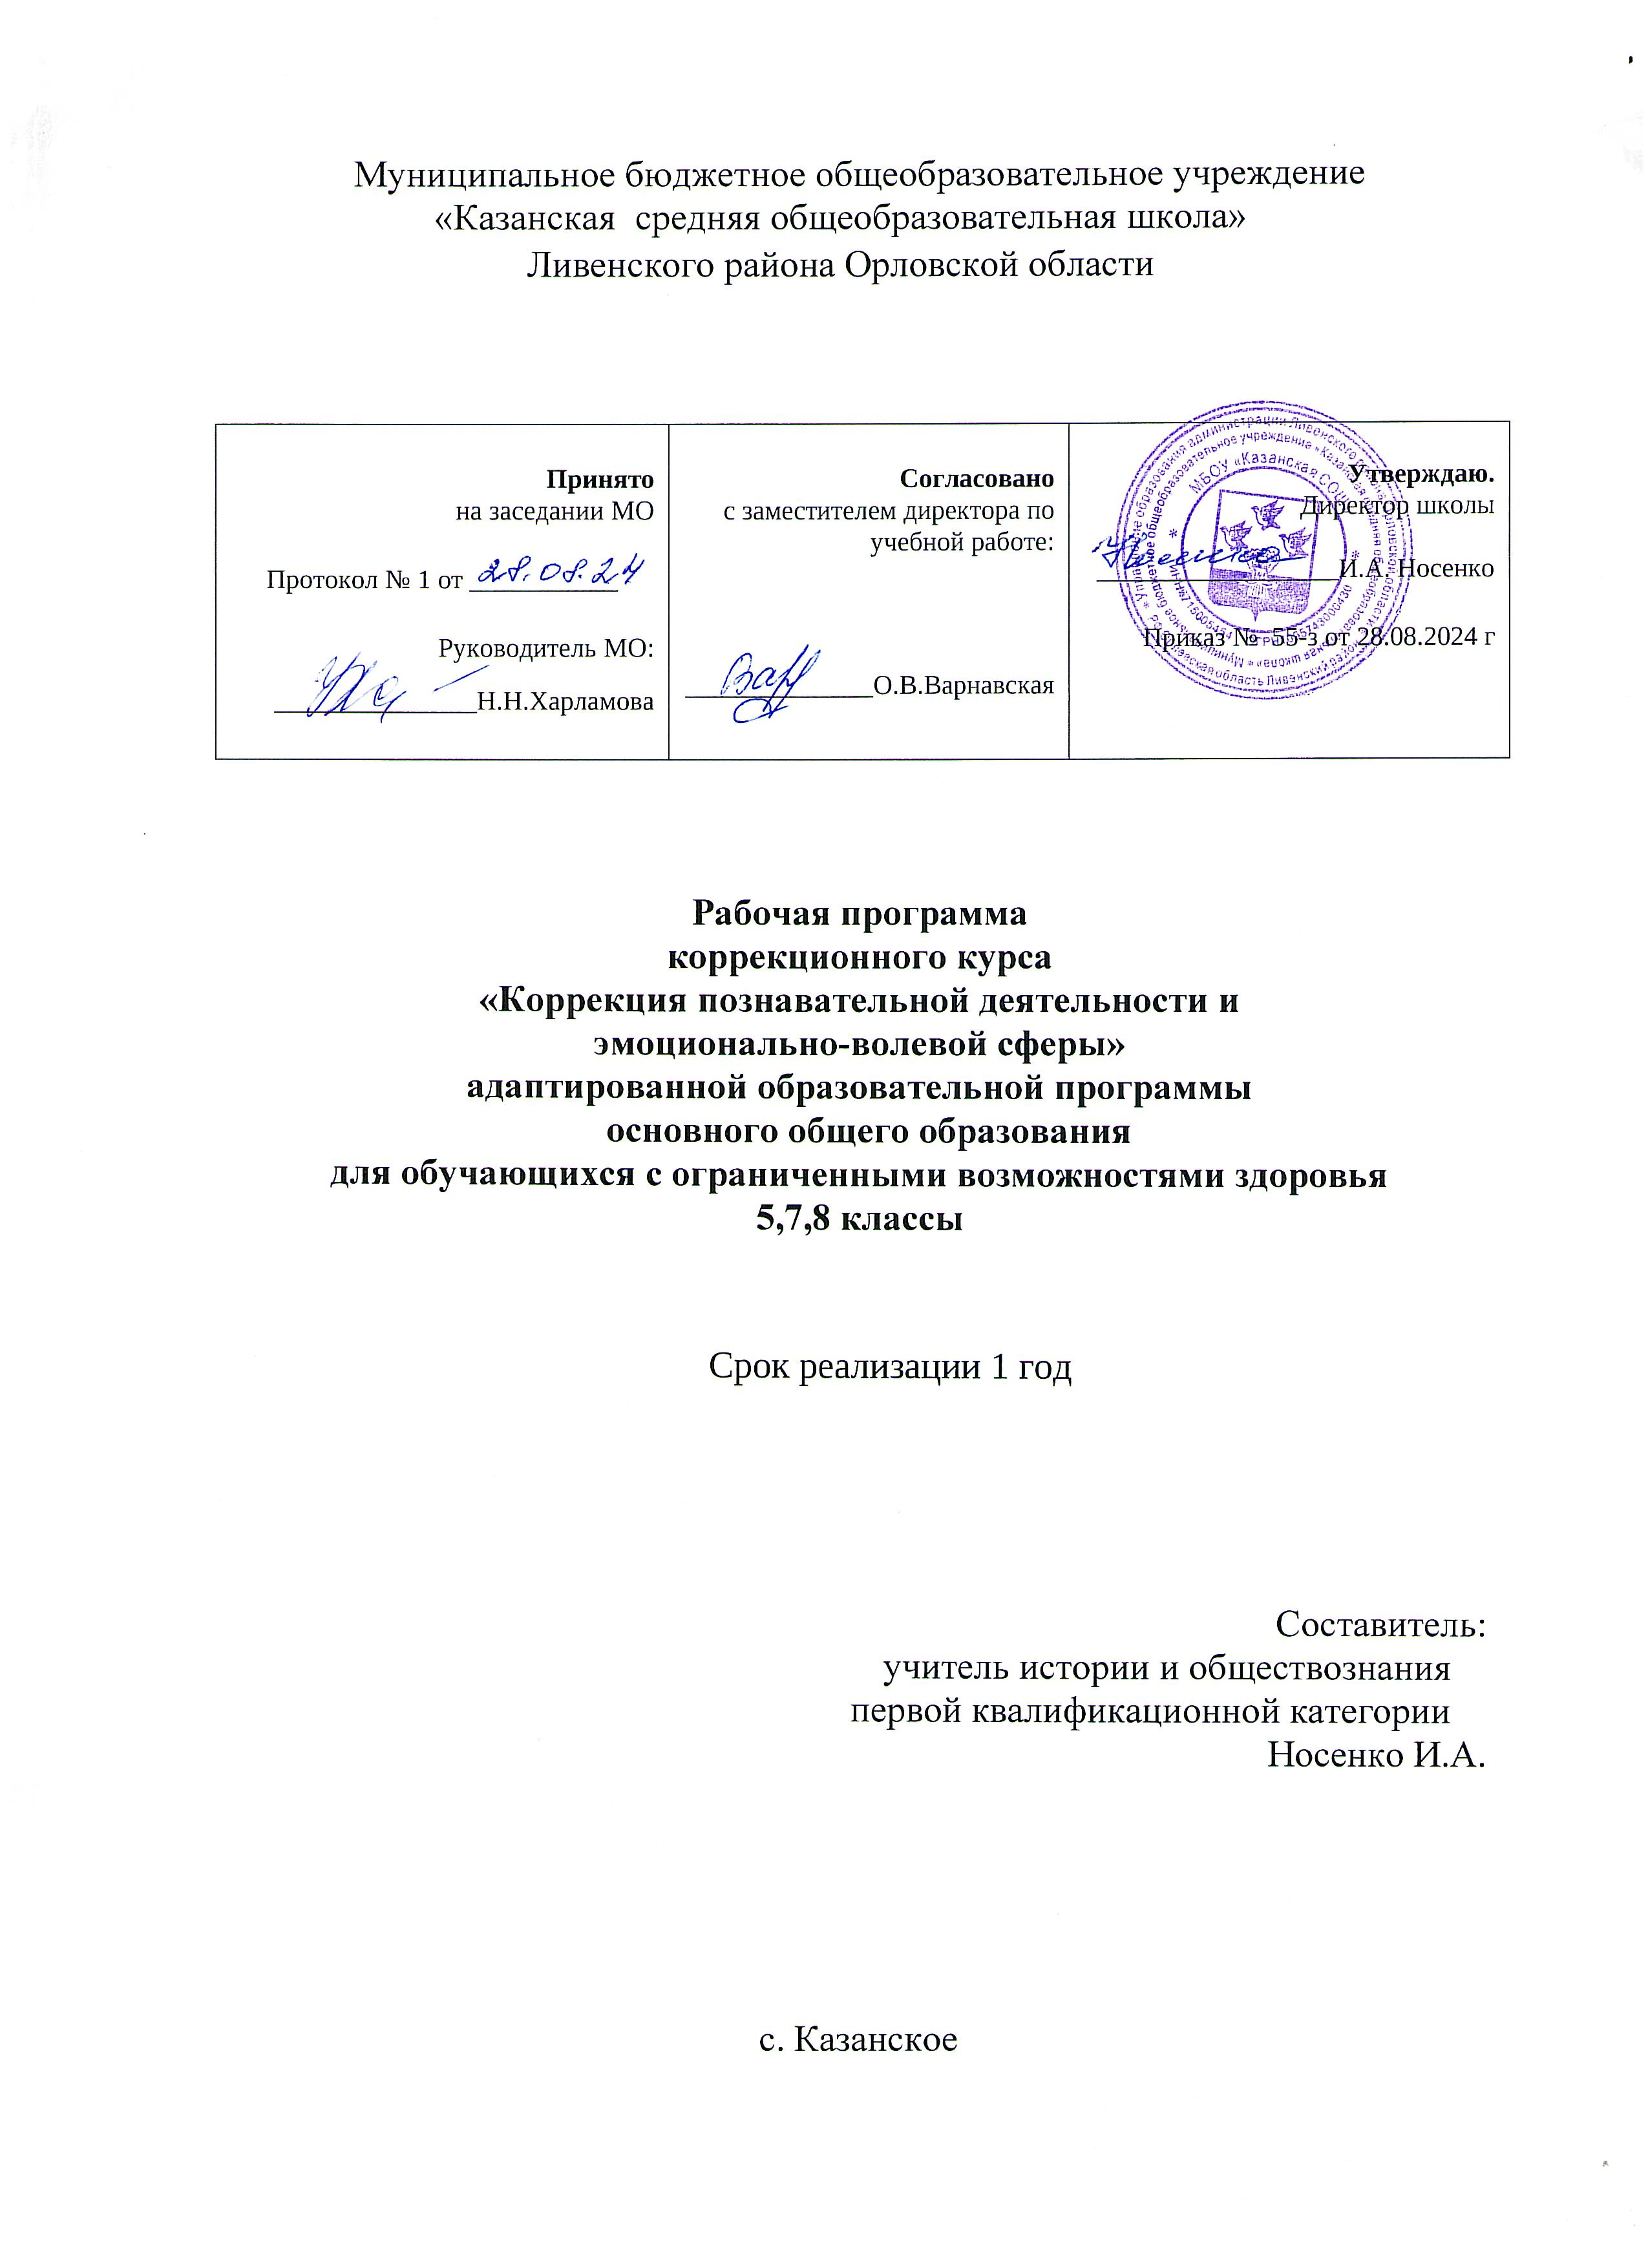 Муниципальное бюджетное общеобразовательное учреждение
«Казанская средняя общеобразовательная школа»
Ливенского района Орловской области
Принято
на заседании МО
Протокол № 1 от 28.08.24
Руководитель МО:
Н.Н.Харламова
Согласовано
с заместителем директора по
учебной работе:
О.В.Варнавская
Утверждаю.
Директор школы
И.А. Носенко
Приказ № 55-з от 28.08.2024 г
МБОУ «Казанская СОШ»
Рабочая программа
коррекционного курса
«Коррекция познавательной деятельности и
эмоционально-волевой сферы»
адаптированной образовательной программы
основного общего образования
для обучающихся с ограниченными возможностями здоровья
5,7,8 классы
Срок реализации 1 год
Составитель:
учитель истории и обществознания
первой квалификационной категории
Носенко И.А.
с. Казанское